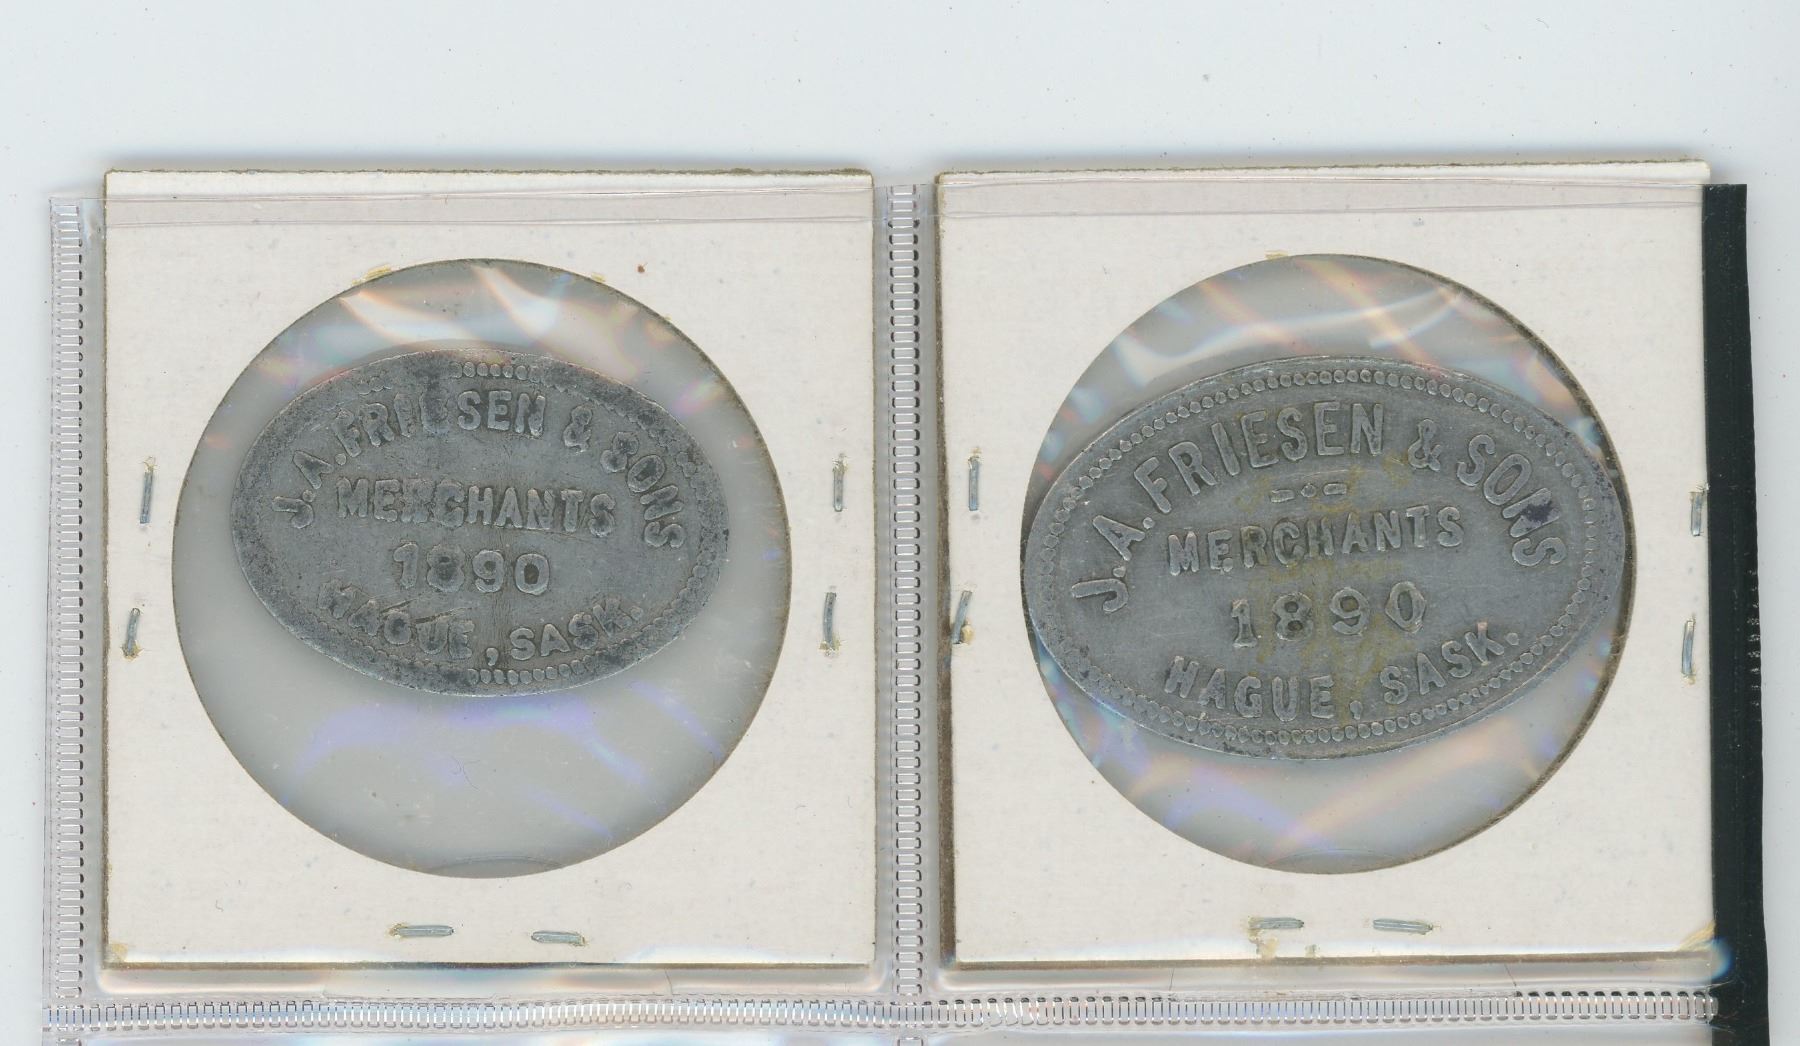 J.A. FRIESEN & SONS
MERCHANTS
1890
HAGUE, SASK.
J.A. FRIESEN & SONS
MERCHANTS
1890
HAGUE, SASK.